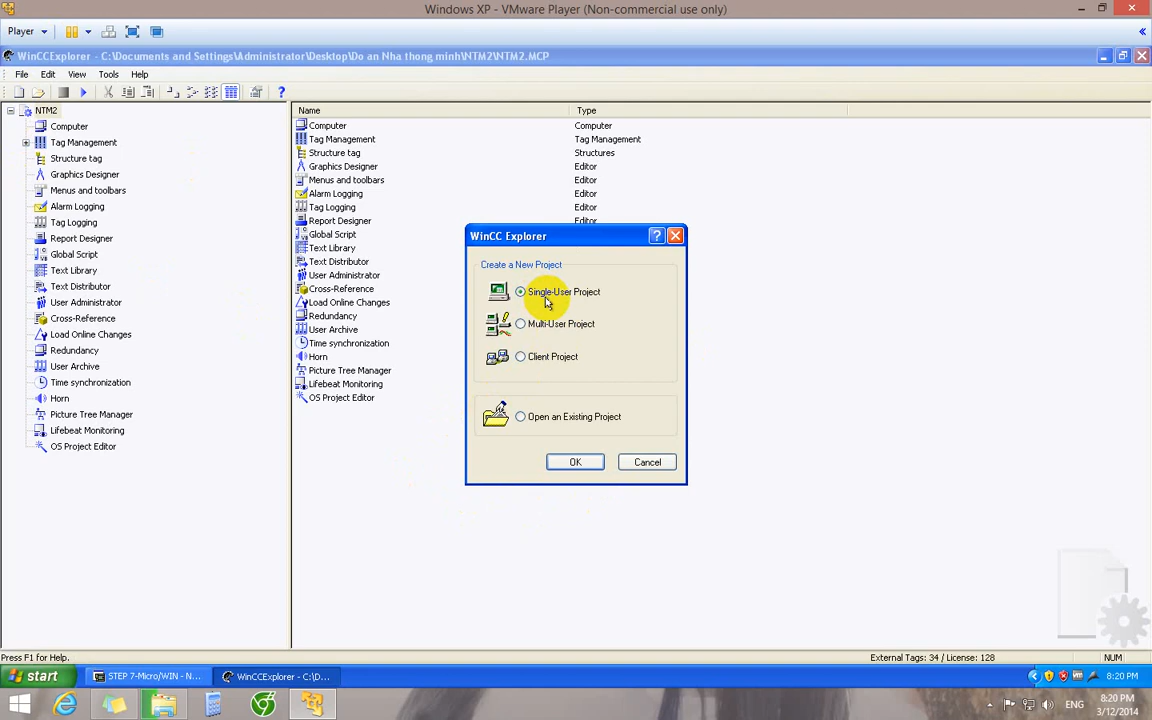 Windows XP - VMware Player (Non-commercial use only)
Player
WinCCExplorer - C:\Documents and Settings\Administrator\Desktop\Do an Nha thong minh\NTM2\NTM2.MCP
File Edit View Tools Help
NTM2
Computer
Tag Management
Structure tag
Graphics Designer
Menus and toolbars
Alarm Logging
Tag Logging
Report Designer
Global Script
Text Library
Text Distributor
User Administrator
Cross-Reference
Load Online Changes
Redundancy
User Archive
Time synchronization
Horn
Picture Tree Manager
Lifebeat Monitoring
OS Project Editor
Name Type
Computer Computer
Tag Management Tag Management
Structure tag Structures
Graphics Designer Editor
Menus and toolbars Editor
Alarm Logging Editor
Tag Logging Editor
Report Designer Editor
Global Script
Text Library
Text Distributor
User Administrator
Cross-Reference
Load Online Changes
Redundancy
User Archive
Time synchronization
Horn
Picture Tree Manager
Lifebeat Monitoring
OS Project Editor
WinCC Explorer
Create a New Project
Single-User Project
Multi-User Project
Client Project
Open an Existing Project
OK Cancel
Press F1 for Help.
External Tags: 34 / License: 128
NUM
start
STEP 7-Micro/WIN - N...
WinCCExplorer - C:\D...
8:20 PM
ENG
8:20 PM
3/12/2014